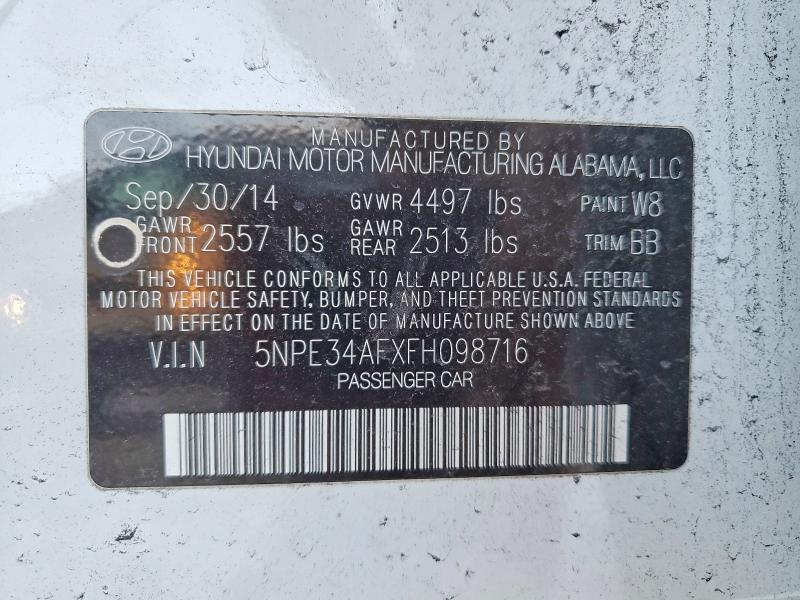 MANUFACTURED BY
HYUNDAI MOTOR MANUFACTURING ALABAMA, LLC
Sep/30/14 GVWR 4497 lbs PAINT W8
GAWR FRONT 2557 lbs GAWR REAR 2513 lbs TRIM BB
THIS VEHICLE CONFORMS TO ALL APPLICABLE U.S.A. FEDERAL
MOTOR VEHICLE SAFETY, BUMPER, AND THEFT PREVENTION STANDARDS
IN EFFECT ON THE DATE OF MANUFACTURE SHOWN ABOVE
V.I.N 5NPE34AFXFH098716
PASSENGER CAR